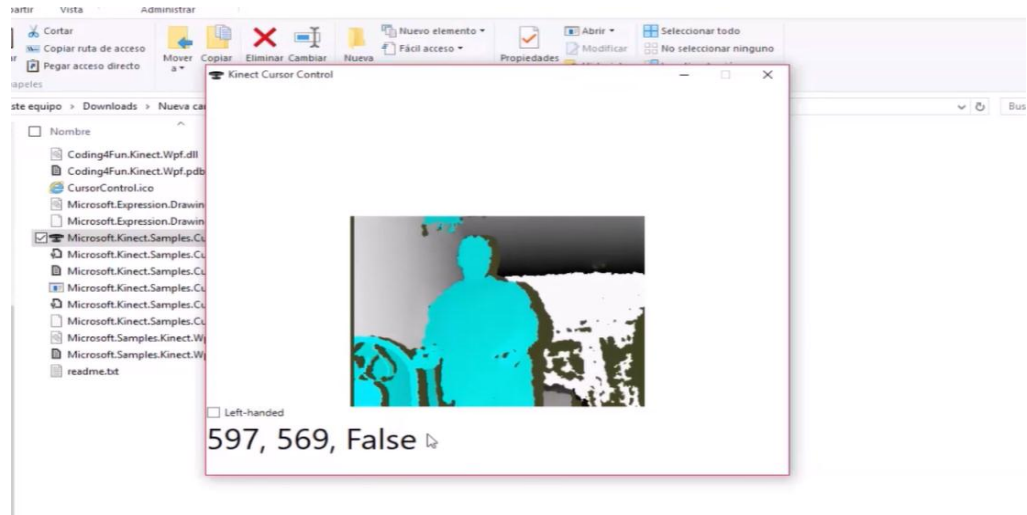 Vista
Administrar
Cortar
Copiar ruta de acceso
Pegar acceso directo
Mover a
Copiar
Eliminar
Cambiar
Nueva
Nuevo elemento
Fácil acceso
Propiedades
Abrir
Modificar
Seleccionar todo
No seleccionar ninguno
Kinect Cursor Control
ste equipo > Downloads > Nueva ca
Bus
Nombre
Coding4Fun.Kinect.Wpf.dll
Coding4Fun.Kinect.Wpf.pdb
CursorControl.ico
Microsoft.Expression.Drawin
Microsoft.Expression.Drawin
Microsoft.Kinect.Samples.Cu
Microsoft.Kinect.Samples.Cu
Microsoft.Kinect.Samples.Cu
Microsoft.Kinect.Samples.Cu
Microsoft.Kinect.Samples.Cu
Microsoft.Kinect.Samples.Cu
Microsoft.Samples.Kinect.W
Microsoft.Samples.Kinect.W
readme.txt
Left-handed
597, 569, False